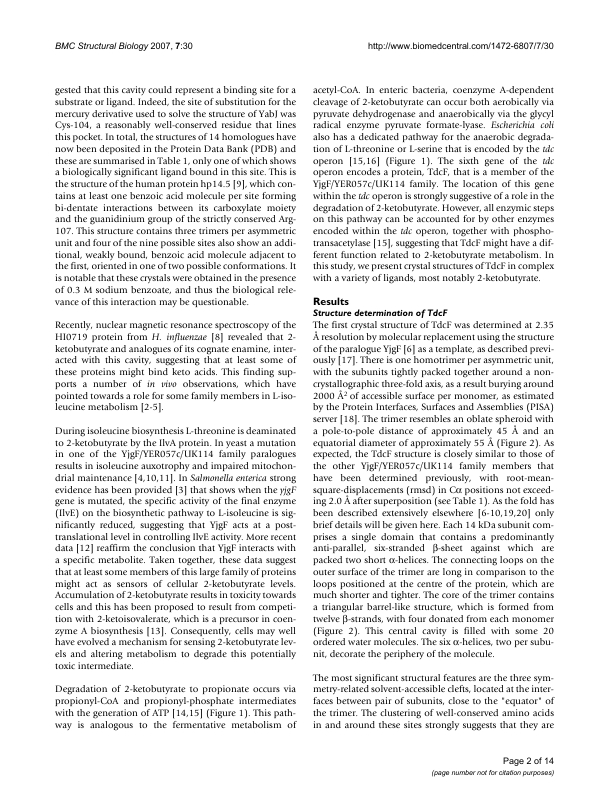 BMC Structural Biology 2007, 7:30
http://www.biomedcentral.com/1472-6807/7/30
gested that this cavity could represent a binding site for a
substrate or ligand. Indeed, the site of substitution for the
mercury derivative used to solve the structure of YabJ was
Cys-104, a reasonably well-conserved residue that lines
this pocket. In total, the structures of 14 homologues have
now been deposited in the Protein Data Bank (PDB) and
these are summarised in Table 1, only one of which shows
a biologically significant ligand bound in this site. This is
the structure of the human protein hp14.5 [9], which con-
tains at least one benzoic acid molecule per site forming
bi-dentate interactions between its carboxylate moiety
and the guanidinium group of the strictly conserved Arg-
107. This structure contains three trimers per asymmetric
unit and four of the nine possible sites also show an addi-
tional, weakly bound, benzoic acid molecule adjacent to
the first, oriented in one of two possible conformations. It
is notable that these crystals were obtained in the presence
of 0.3 M sodium benzoate, and thus the biological rele-
vance of this interaction may be questionable.
Recently, nuclear magnetic resonance spectroscopy of the
HI0719 protein from H. influenzae [8] revealed that 2-
ketobutyrate and analogues of its cognate enamine, inter-
acted with this cavity, suggesting that at least some of
these proteins might bind keto acids. This finding sup-
ports a number of in vivo observations, which have
pointed towards a role for some family members in L-iso-
leucine metabolism [2-5].
During isoleucine biosynthesis L-threonine is deaminated
to 2-ketobutyrate by the IlvA protein. In yeast a mutation
in one of the YjgF/YER057c/UK114 family paralogues
results in isoleucine auxotrophy and impaired mitochon-
drial maintenance [4,10,11]. In Salmonella enterica strong
evidence has been provided [3] that shows when the yjgF
gene is mutated, the specific activity of the final enzyme
(IlvE) on the biosynthetic pathway to L-isoleucine is sig-
nificantly reduced, suggesting that YjgF acts at a post-
translational level in controlling IlvE activity. More recent
data [12] reaffirm the conclusion that YjgF interacts with
a specific metabolite. Taken together, these data suggest
that at least some members of this large family of proteins
might act as sensors of cellular 2-ketobutyrate levels.
Accumulation of 2-ketobutyrate results in toxicity towards
cells and this has been proposed to result from competi-
tion with 2-ketoisovalerate, which is a precursor in coen-
zyme A biosynthesis [13]. Consequently, cells may well
have evolved a mechanism for sensing 2-ketobutyrate lev-
els and altering metabolism to degrade this potentially
toxic intermediate.
Degradation of 2-ketobutyrate to propionate occurs via
propionyl-CoA and propionyl-phosphate intermediates
with the generation of ATP [14,15] (Figure 1). This path-
way is analogous to the fermentative metabolism of
acetyl-CoA. In enteric bacteria, coenzyme A-dependent
cleavage of 2-ketobutyrate can occur both aerobically via
pyruvate dehydrogenase and anaerobically via the glycyl
radical enzyme pyruvate formate-lyase. Escherichia coli
also has a dedicated pathway for the anaerobic degrada-
tion of L-threonine or L-serine that is encoded by the tdc
operon [15,16] (Figure 1). The sixth gene of the tdc
operon encodes a protein, TdcF, that is a member of the
YjgF/YER057c/UK114 family. The location of this gene
within the tdc operon is strongly suggestive of a role in the
degradation of 2-ketobutyrate. However, all enzymic steps
on this pathway can be accounted for by other enzymes
encoded within the tdc operon, together with phospho-
transacetylase [15], suggesting that TdcF might have a dif-
ferent function related to 2-ketobutyrate metabolism. In
this study, we present crystal structures of TdcF in complex
with a variety of ligands, most notably 2-ketobutyrate.
Results
Structure determination of TdcF
The first crystal structure of TdcF was determined at 2.35
Å resolution by molecular replacement using the structure
of the paralogue YjgF [6] as a template, as described previ-
ously [17]. There is one homotrimer per asymmetric unit,
with the subunits tightly packed together around a non-
crystallographic three-fold axis, as a result burying around
2000 Å² of accessible surface per monomer, as estimated
by the Protein Interfaces, Surfaces and Assemblies (PISA)
server [18]. The trimer resembles an oblate spheroid with
a pole-to-pole distance of approximately 45 Å and an
equatorial diameter of approximately 55 Å (Figure 2). As
expected, the TdcF structure is closely similar to those of
the other YjgF/YER057c/UK114 family members that
have been determined previously, with root-mean-
square-displacements (rmsd) in Cα positions not exceed-
ing 2.0 Å after superposition (see Table 1). As the fold has
been described extensively elsewhere [6-10,19,20] only
brief details will be given here. Each 14 kDa subunit com-
prises a single domain that contains a predominantly
anti-parallel, six-stranded β-sheet against which are
packed two short α-helices. The connecting loops on the
outer surface of the trimer are long in comparison to the
loops positioned at the centre of the protein, which are
much shorter and tighter. The core of the trimer contains
a triangular barrel-like structure, which is formed from
twelve β-strands, with four donated from each monomer
(Figure 2). This central cavity is filled with some 20
ordered water molecules. The six α-helices, two per subu-
nit, decorate the periphery of the molecule.
The most significant structural features are the three sym-
metry-related solvent-accessible clefts, located at the inter-
faces between pair of subunits, close to the "equator" of
the trimer. The clustering of well-conserved amino acids
in and around these sites strongly suggests that they are
Page 2 of 14
(page number not for citation purposes)